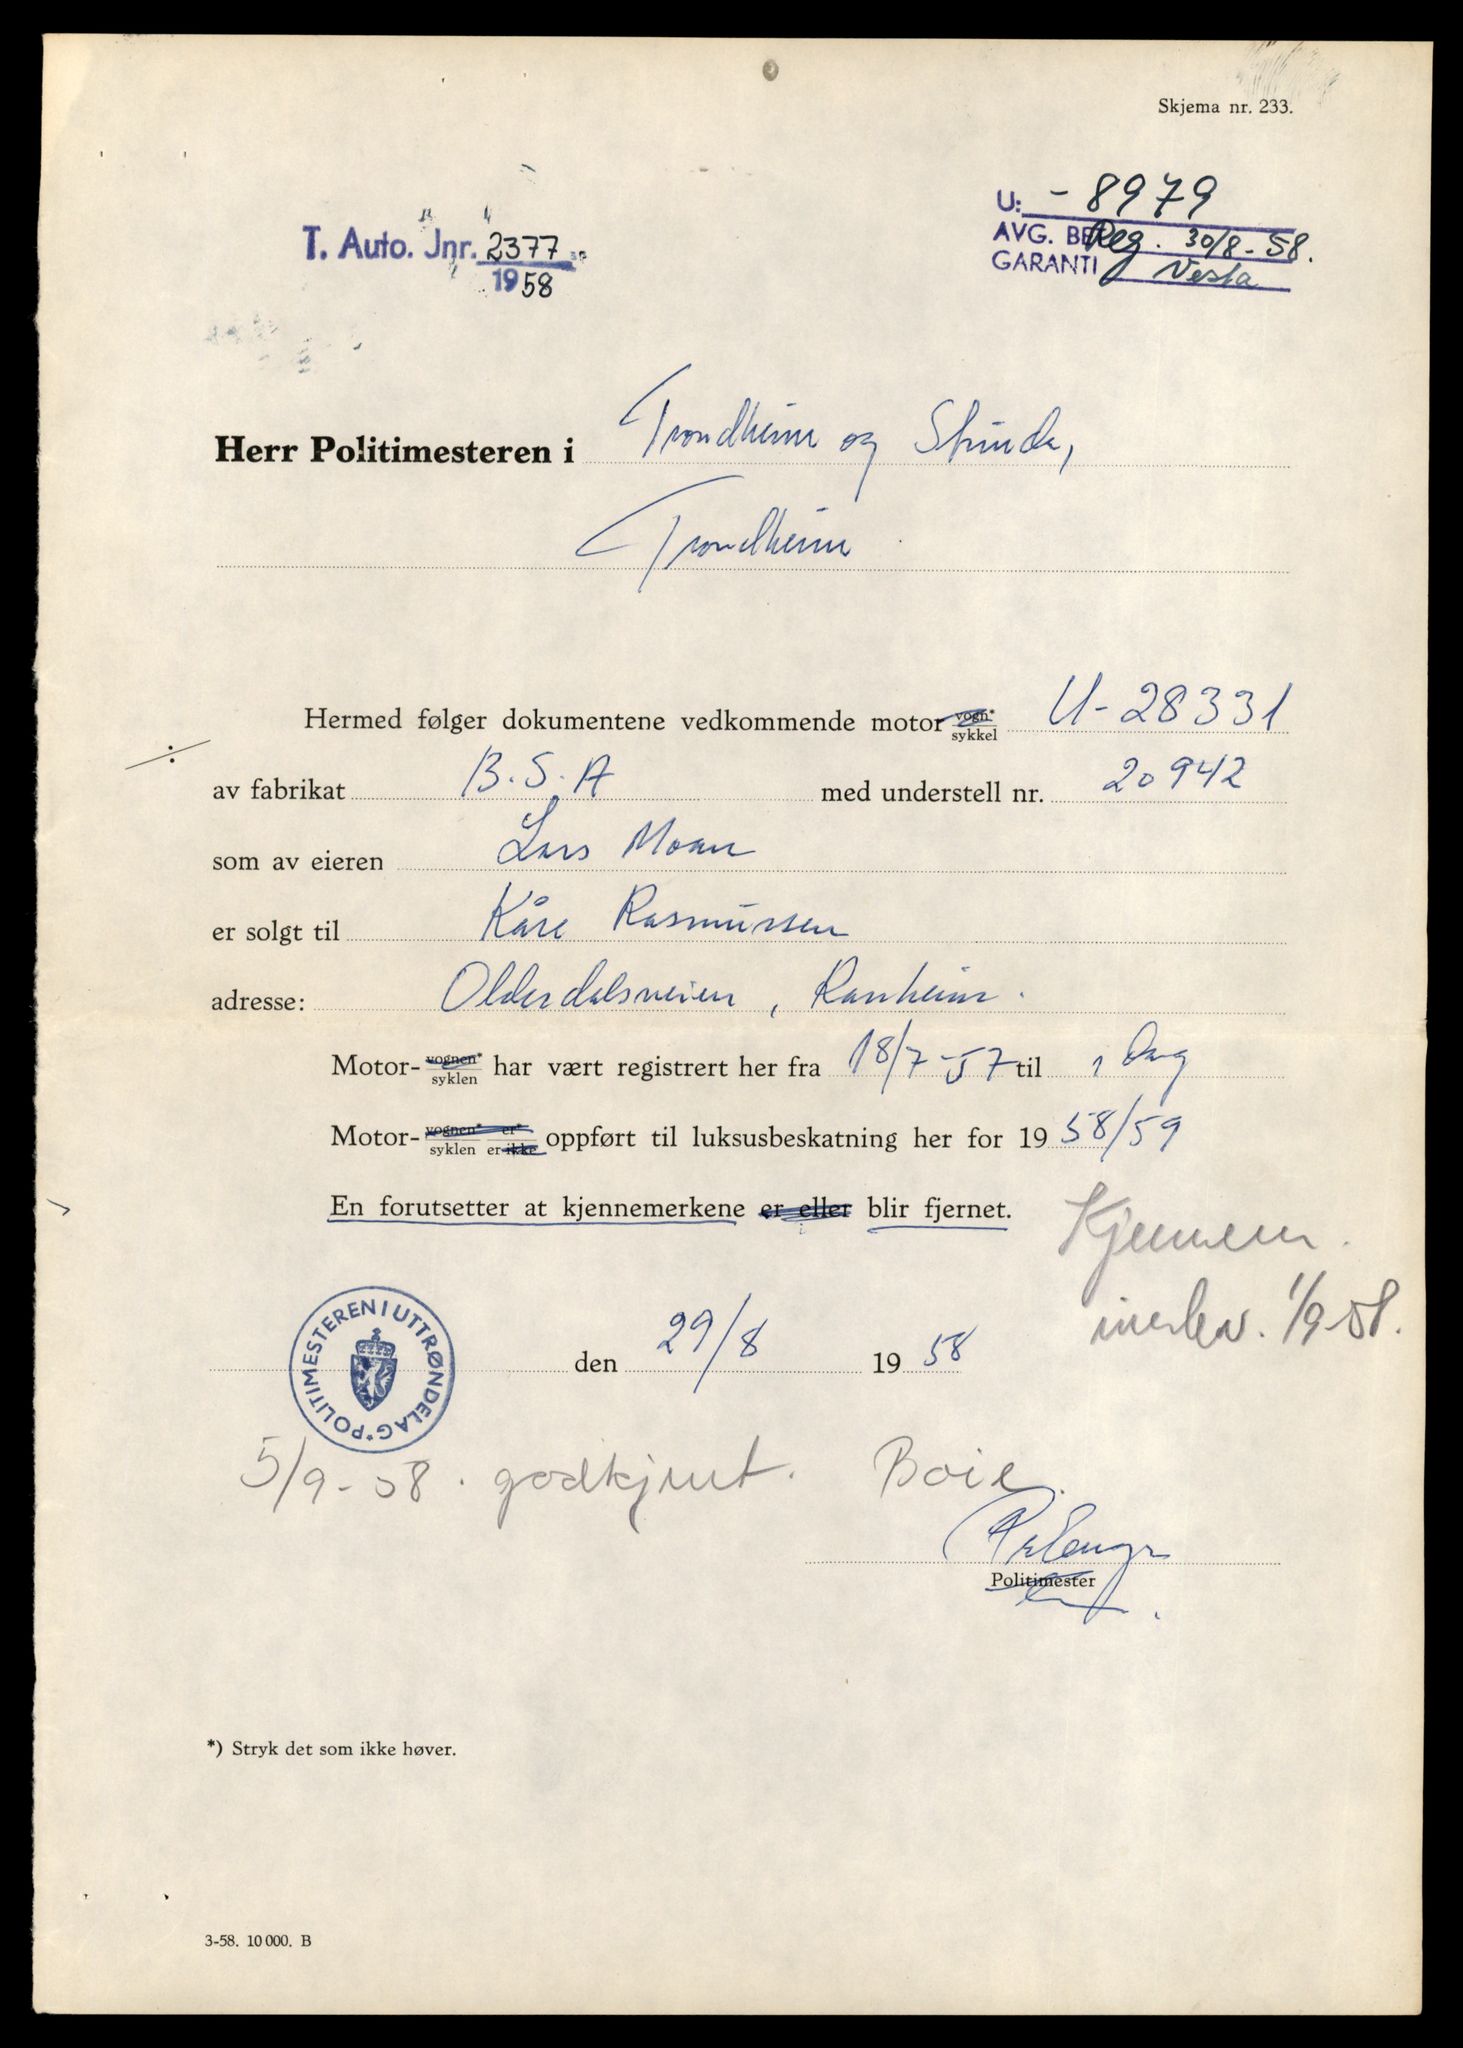 Skjema nr. 233.
U: - 8979
T. Auto. Jnr. 2377
1958
AVG. BE Reg. 30/8-58.
GARANTI Vesta
Herr Politimesteren i Trondheim og Strinda,
Trondheim
Hermed følger dokumentene vedkommende motor vogn* sykkel U-28331
÷
av fabrikat B.S.A med understell nr. 20942
som av eieren Lars Moan
er solgt til Kåre Rasmussen
adresse: Olderdalsveien, Ranheim.
Motor- vognen* syklen har vært registrert her fra 18/7-57 til i Dag
Motor- vognen* er* syklen er ikke oppført til luksusbeskatning her for 19 58/59
En forutsetter at kjennemerkene er eller blir fjernet.
Kjennem.
innlev. 1/9-58.
POLITIMESTEREN I UTTRØNDELAG*
den 29/8 19 58
5/9-58. godkjent. Boie.
Politimester
*) Stryk det som ikke høver.
3-58. 10 000. B